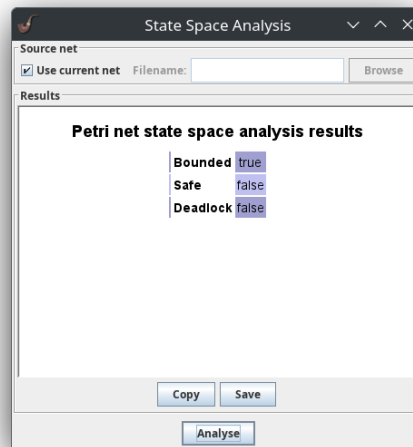 State Space Analysis
Source net
Use current net Filename: Browse
Results
Petri net state space analysis results
Bounded true
Safe false
Deadlock false
Copy Save
Analyse